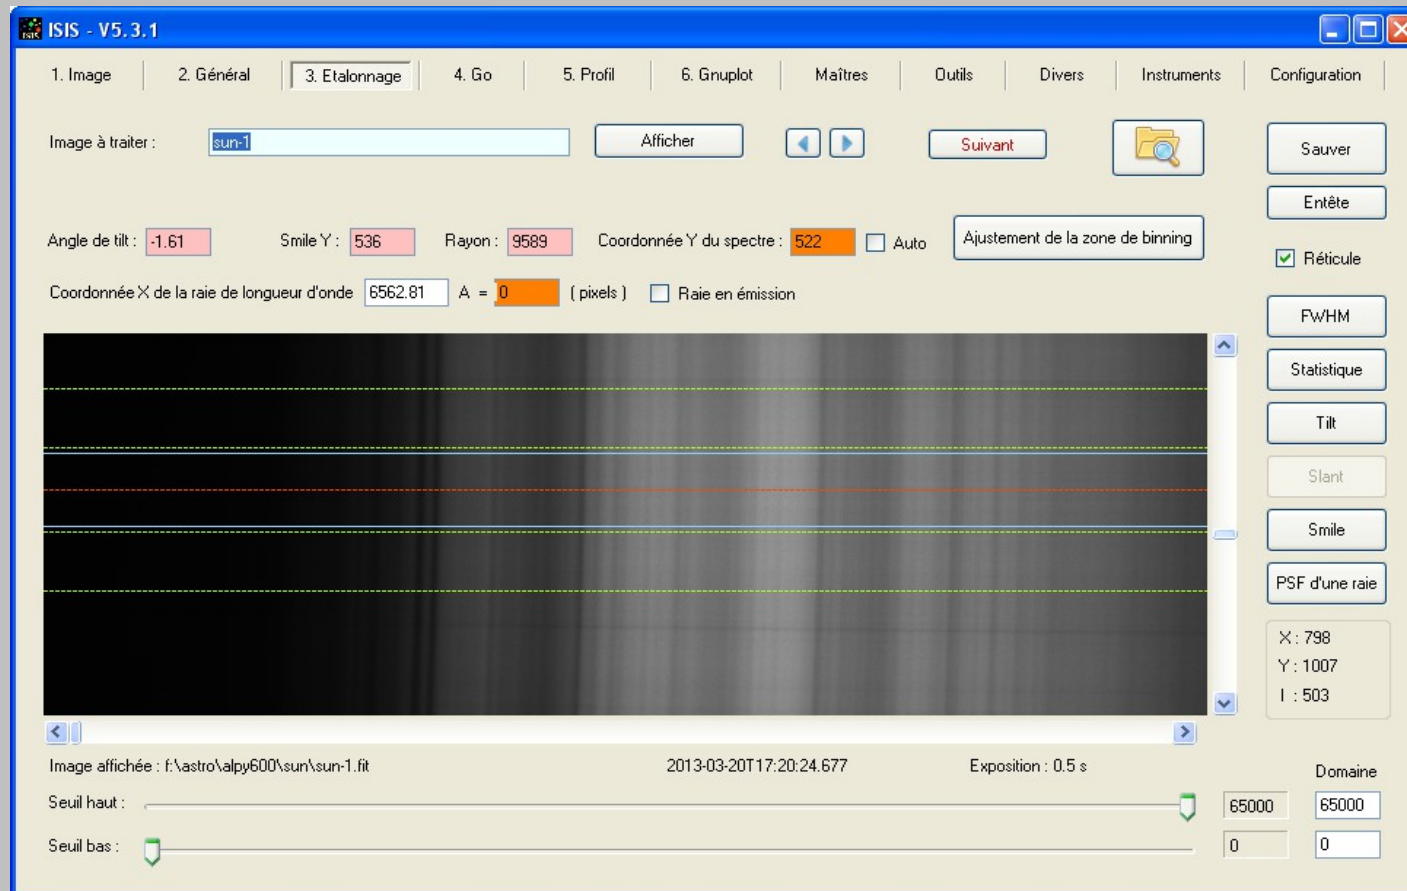 ISIS - V5.3.1
1. Image 2. Général 3. Etalonnage 4. Go 5. Profil 6. Gnuplot Maîtres Outils Divers Instruments Configuration
Image à traiter : sun-1 Afficher Suivant Sauver
Entête
Angle de tilt : -1.61 Smile Y : 536 Rayon : 9589 Coordonnée Y du spectre : 522 Auto Ajustement de la zone de binning
Réticule
Coordonnée X de la raie de longueur d'onde 6562.81 A = 0 ( pixels ) Raie en émission
FWHM
Statistique
Tilt
Slant
Smile
PSF d'une raie
X : 798
Y : 1007
I : 503
Image affichée : f:\astro\alpy600\sun\sun-1.fit 2013-03-20T17:20:24.677 Exposition : 0.5 s Domaine
Seuil haut : 65000 65000
Seuil bas : 0 0